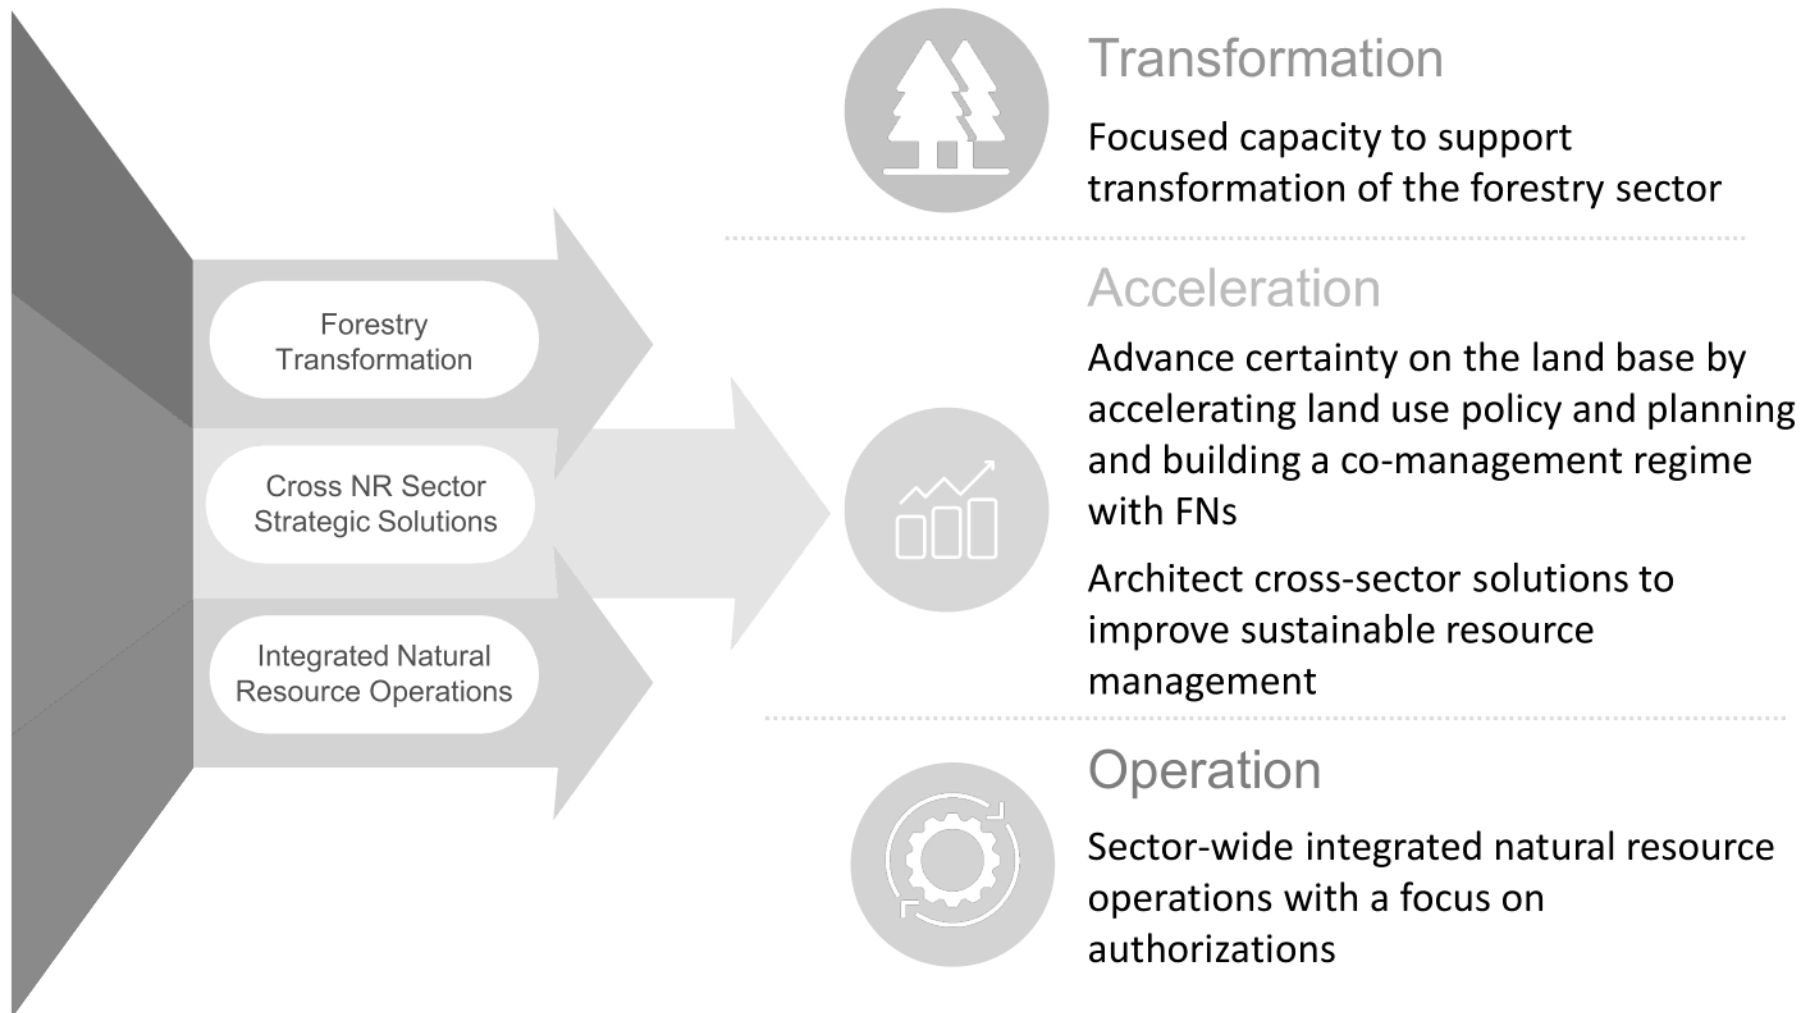 Forestry
Transformation
Cross NR Sector
Strategic Solutions
Integrated Natural
Resource Operations
Transformation
Focused capacity to support
transformation of the forestry sector
Acceleration
Advance certainty on the land base by
accelerating land use policy and planning
and building a co-management regime
with FNs
Architect cross-sector solutions to
improve sustainable resource
management
Operation
Sector-wide integrated natural resource
operations with a focus on
authorizations